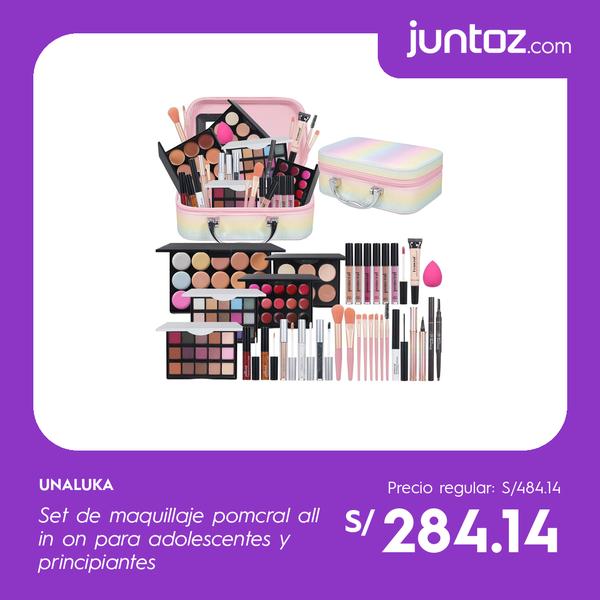 juntoz.com
UNALUKA
Set de maquillaje pomcral all
in on para adolescentes y
principiantes
Precio regular: S/484.14
S/ 284.14